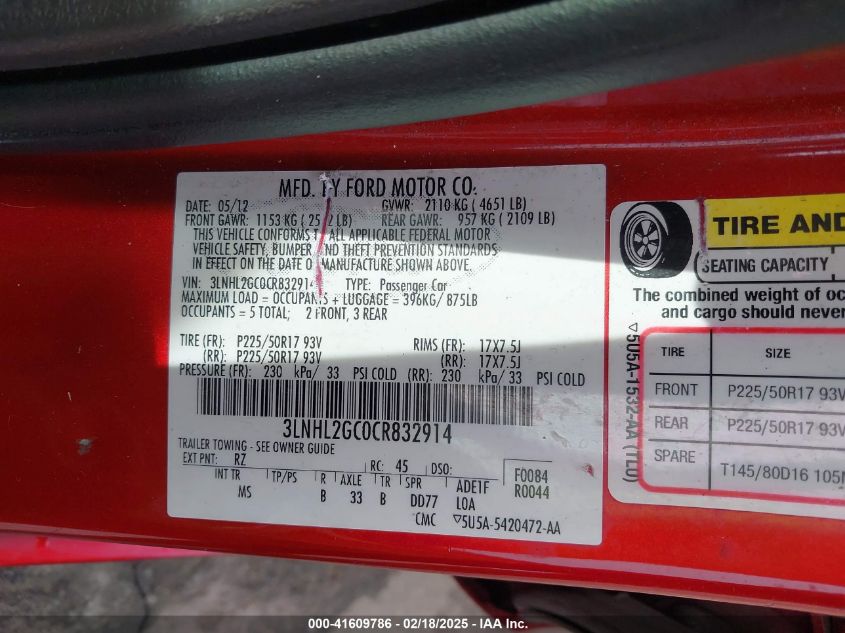 MFD. BY FORD MOTOR CO.
DATE: 05/12 GVWR: 2110 KG ( 4651 LB)
FRONT GAWR: 1153 KG ( 25 2 LB) REAR GAWR: 957 KG ( 2109 LB)
THIS VEHICLE CONFORMS T ALL APPLICABLE FEDERAL MOTOR
VEHICLE SAFETY, BUMPER AND THEFT PREVENTION STANDARDS
IN EFFECT ON THE DATE O MANUFACTURE SHOWN ABOVE.
VIN: 3LNHL2GC0CR832914 TYPE: Passenger Car
MAXIMUM LOAD = OCCUPANTS + LUGGAGE = 396KG/ 875LB
OCCUPANTS = 5 TOTAL; 2 FRONT, 3 REAR
TIRE (FR): P225/50R17 93V RIMS (FR): 17X7.5J
(RR): P225/50R17 93V (RR): 17X7.5J
PRESSURE (FR): 230 kPa/ 33 PSI COLD (RR): 230 kPa/ 33 PSI COLD
3LNHL2GC0CR832914
TRAILER TOWING - SEE OWNER GUIDE
EXT PNT: RZ RC: 45 DSO: F0084
INT TR TP/PS R AXLE TR SPR ADE1F R0044
MS B 33 B DD77 LOA
CMC ▽5U5A-5420472-AA
TIRE AND
SEATING CAPACITY
The combined weight of oc
and cargo should never
TIRE SIZE
FRONT P225/50R17 93V
REAR P225/50R17 93V
SPARE T145/80D16 105M
▽5U5A-1532-AA (TLU)
000-41609786 - 02/18/2025 - IAA Inc.